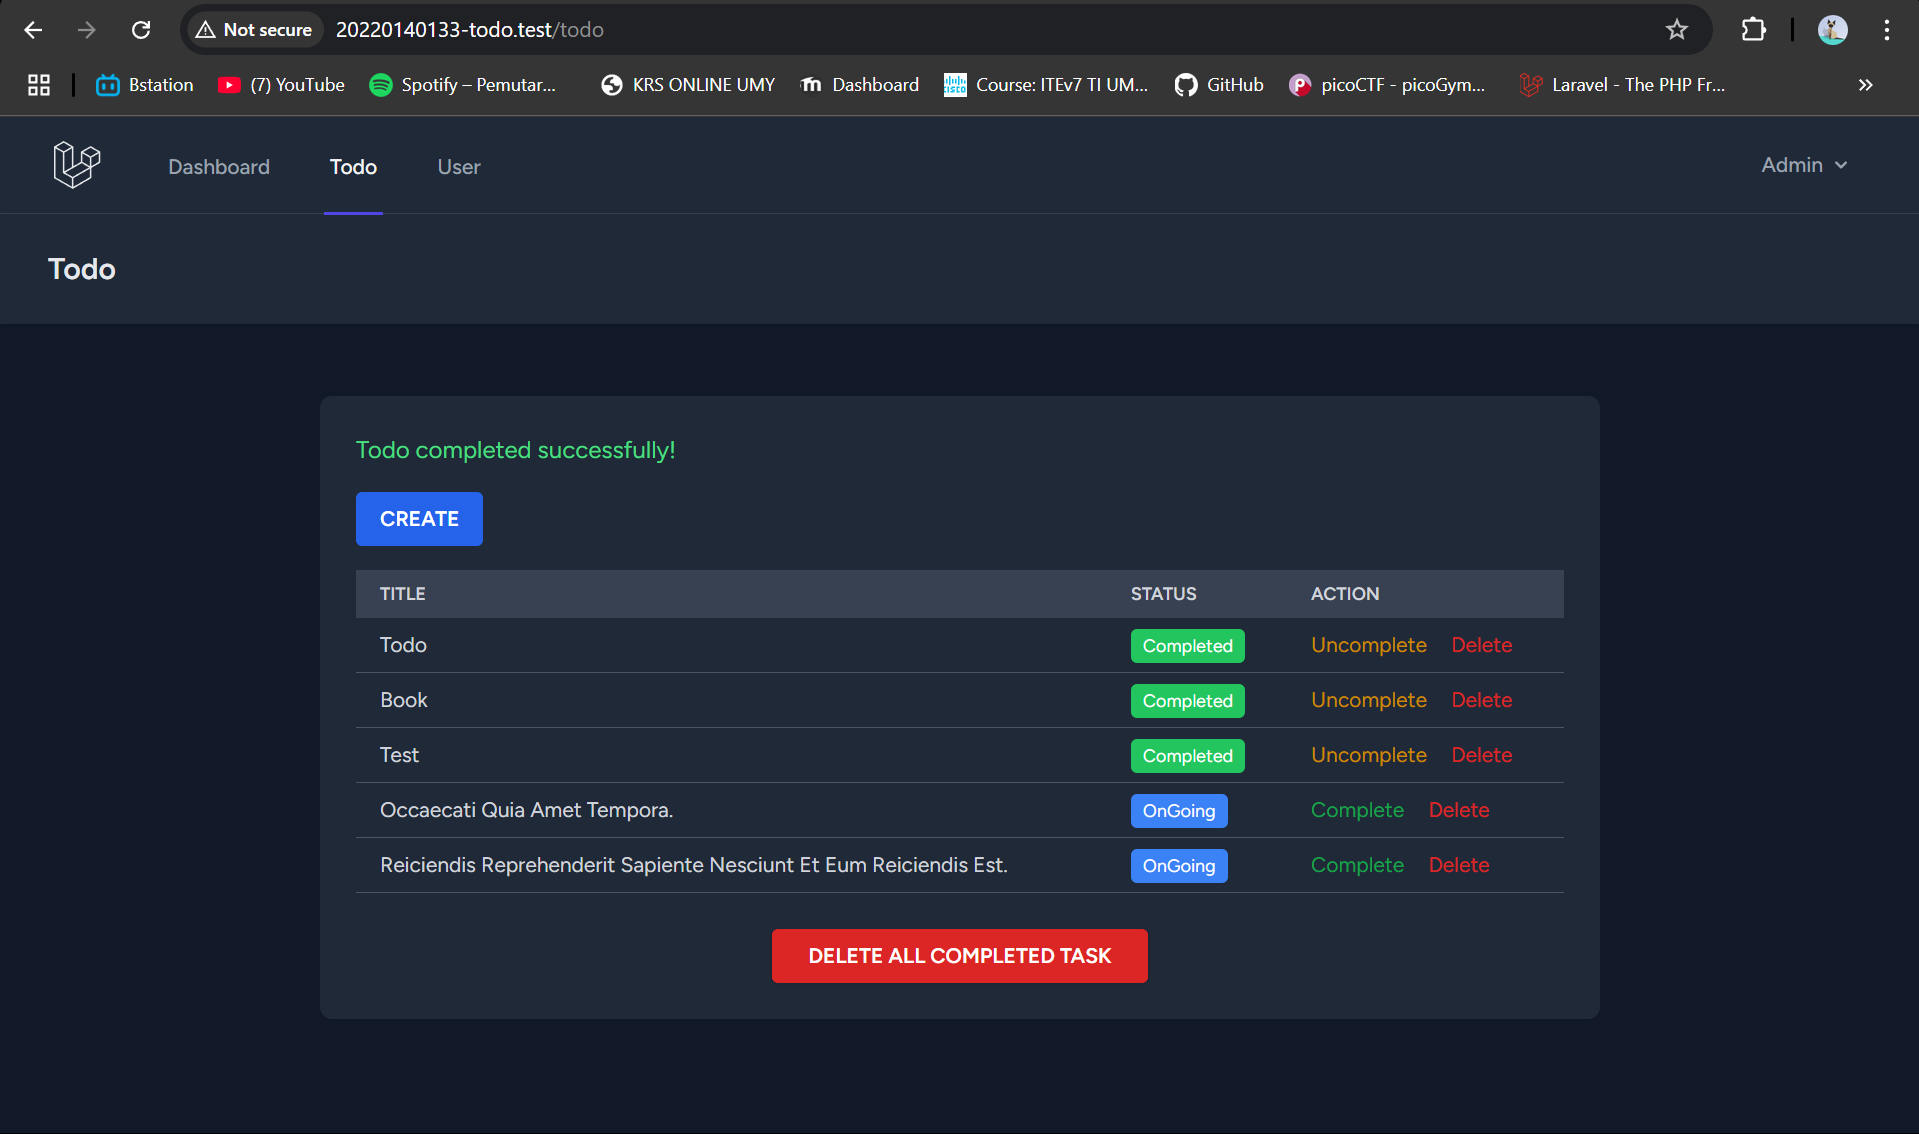 Not secure 20220140133-todo.test/todo
Bstation (7) YouTube Spotify – Pemutar... KRS ONLINE UMY Dashboard Course: ITEv7 TI UM... GitHub picoCTF - picoGym... Laravel - The PHP Fr...
Dashboard Todo User Admin
Todo
Todo completed successfully!
CREATE
TITLE STATUS ACTION
Todo Completed Uncomplete Delete
Book Completed Uncomplete Delete
Test Completed Uncomplete Delete
Occaecati Quia Amet Tempora. OnGoing Complete Delete
Reiciendis Reprehenderit Sapiente Nesciunt Et Eum Reiciendis Est. OnGoing Complete Delete
DELETE ALL COMPLETED TASK